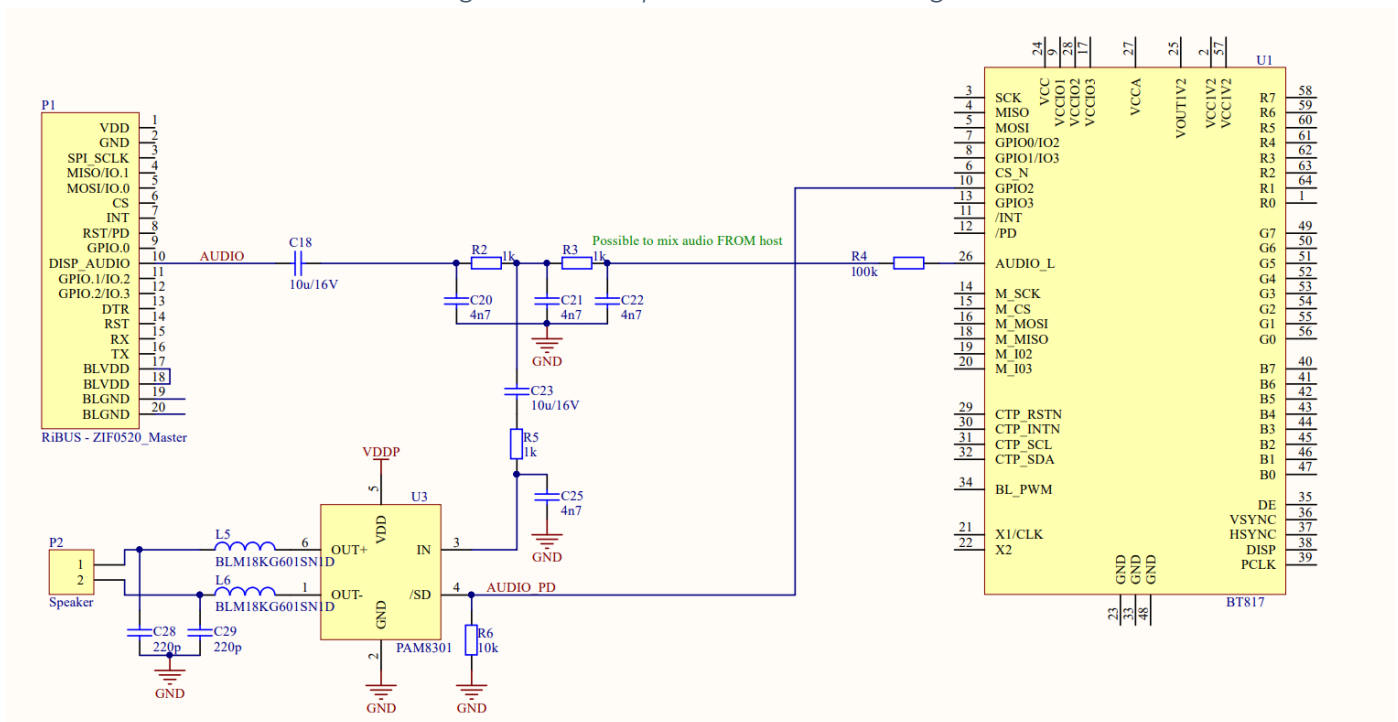 P1
VDD 1
GND 2
SPI_SCLK 3
MISO/IO.1 4
MOSI/IO.0 5
CS 6
INT 7
RST/PD 8
GPIO.0 9
DISP_AUDIO 10
GPIO.1/IO.2 11
GPIO.2/IO.3 12
DTR 13
RST 14
RX 15
TX 16
BLVDD 17
BLVDD 18
BLGND 19
BLGND 20
RiBUS - ZIF0520_Master
AUDIO
C18
10u/16V
R2
1k
R3
1k
Possible to mix audio FROM host
R4
100k
C20
4n7
C21
4n7
C22
4n7
GND
C23
10u/16V
R5
1k
C25
4n7
GND
VDDP
5
U3
VDD
OUT+
OUT-
IN
/SD
GND
6
1
3
4
2
PAM8301
GND
AUDIO_PD
R6
10k
GND
P2
1
2
Speaker
L5
BLM18KG601SN1D
L6
BLM18KG601SN1D
C28
220p
C29
220p
GND
U1
24 VCC
9 VCCIO1
28 VCCIO2
17 VCCIO3
27 VCCA
25 VOUT1V2
2 VCC1V2
57 VCC1V2
3 SCK
4 MISO
5 MOSI
7 GPIO0/IO2
8 GPIO1/IO3
6 CS_N
10 GPIO2
13 GPIO3
11 /INT
12 /PD
26 AUDIO_L
14 M_SCK
15 M_CS
16 M_MOSI
18 M_MISO
19 M_I02
20 M_I03
29 CTP_RSTN
30 CTP_INTN
31 CTP_SCL
32 CTP_SDA
34 BL_PWM
21 X1/CLK
22 X2
R7 58
R6 59
R5 60
R4 61
R3 62
R2 63
R1 64
R0 1
G7 49
G6 50
G5 51
G4 52
G3 53
G2 54
G1 55
G0 56
B7 40
B6 41
B5 42
B4 43
B3 44
B2 45
B1 46
B0 47
DE 35
VSYNC 36
HSYNC 37
DISP 38
PCLK 39
GND 23
GND 33
GND 48
BT817